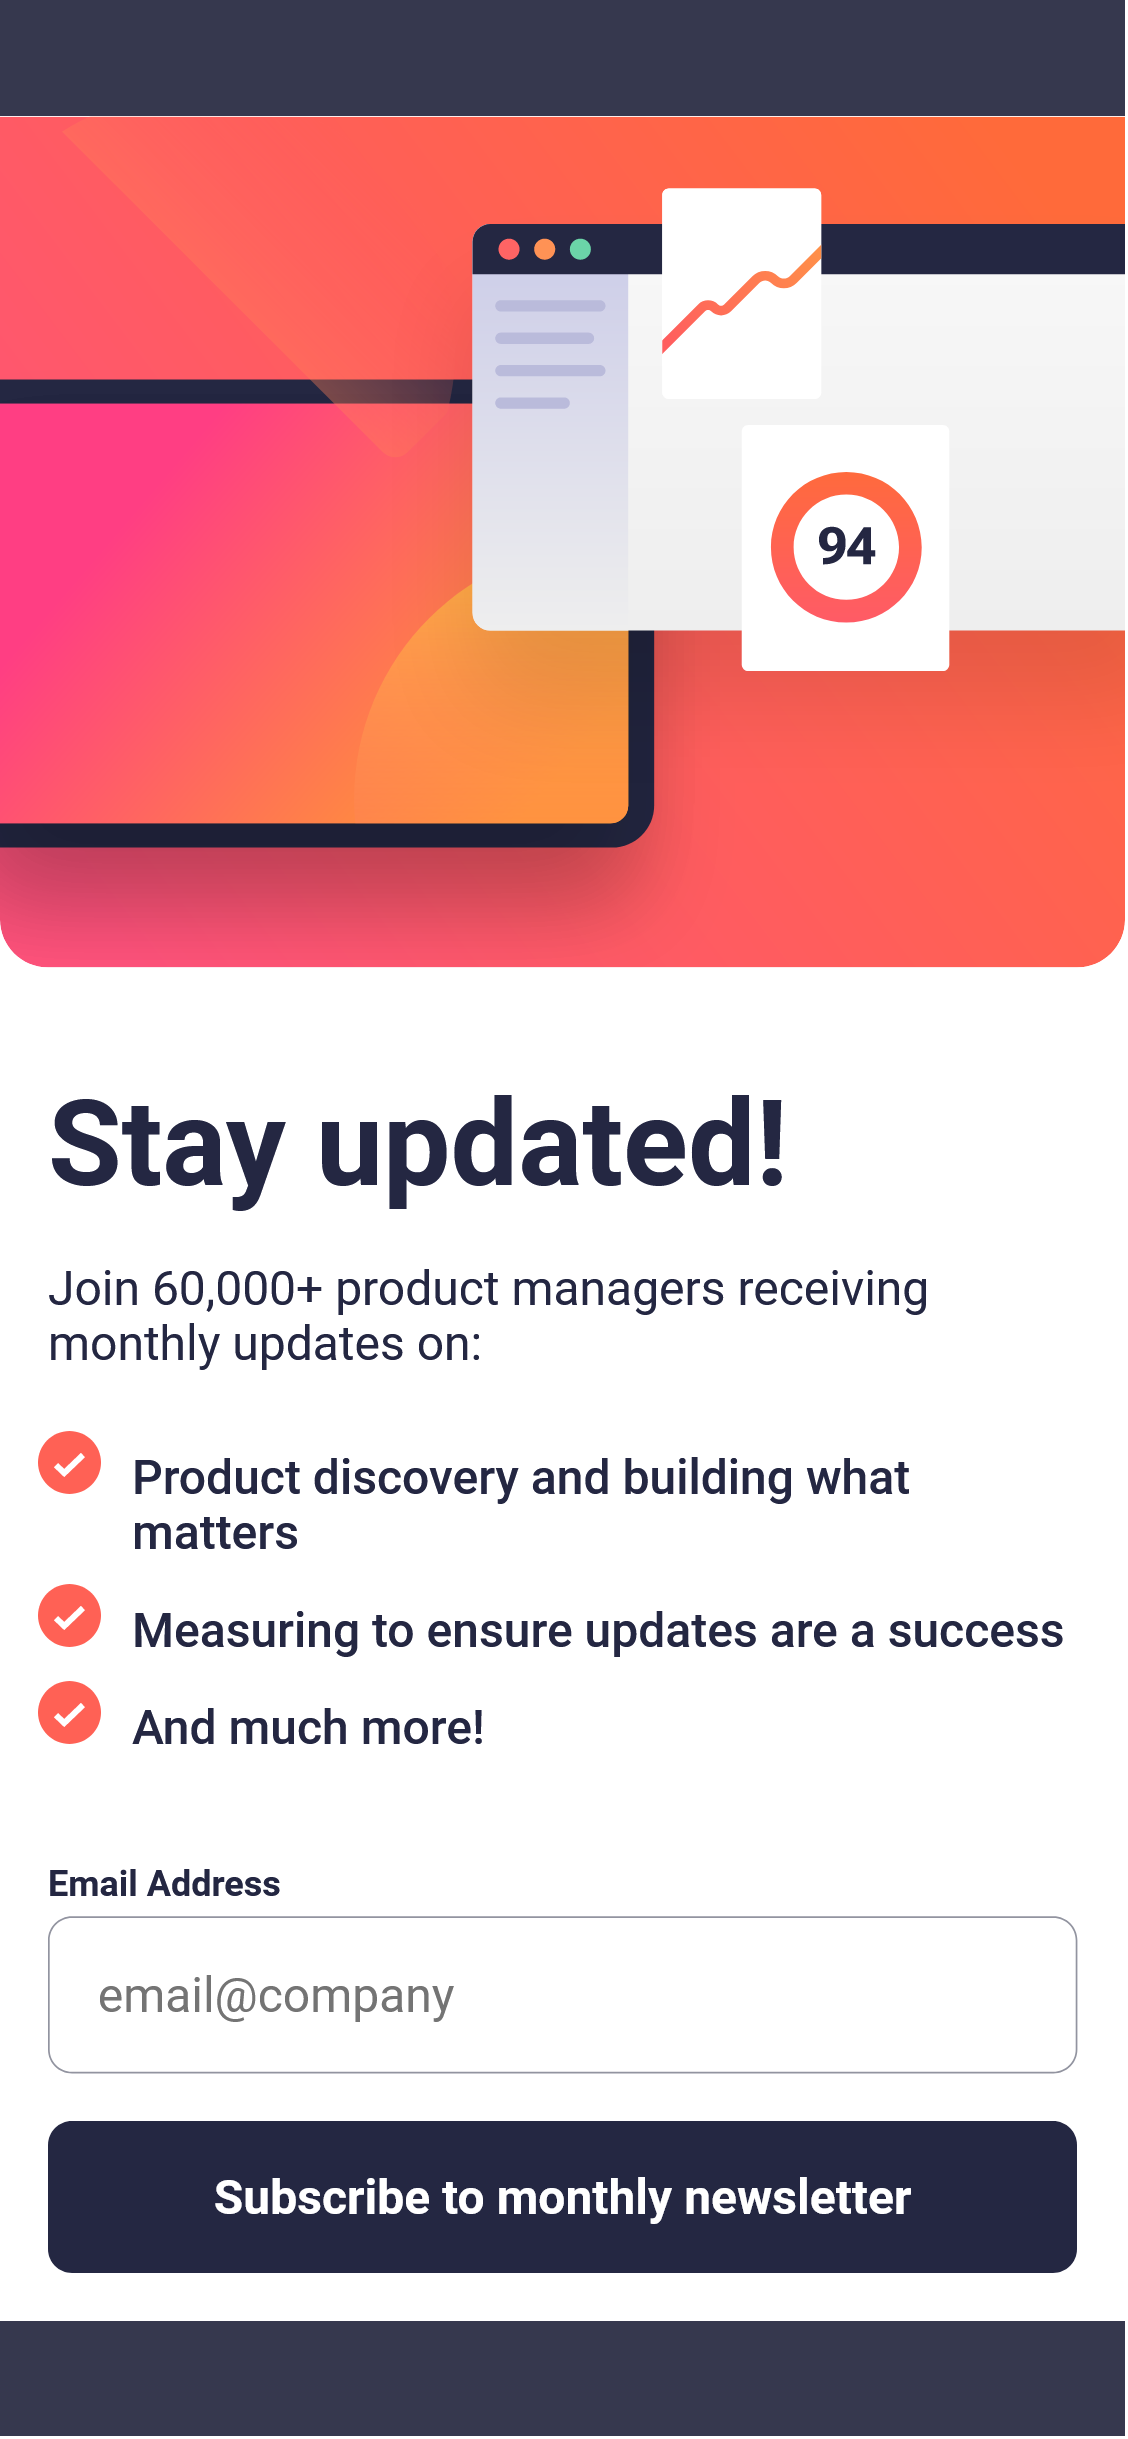 94
Stay updated!
Join 60,000+ product managers receiving
monthly updates on:
Product discovery and building what
matters
Measuring to ensure updates are a success
And much more!
Email Address
email@company
Subscribe to monthly newsletter